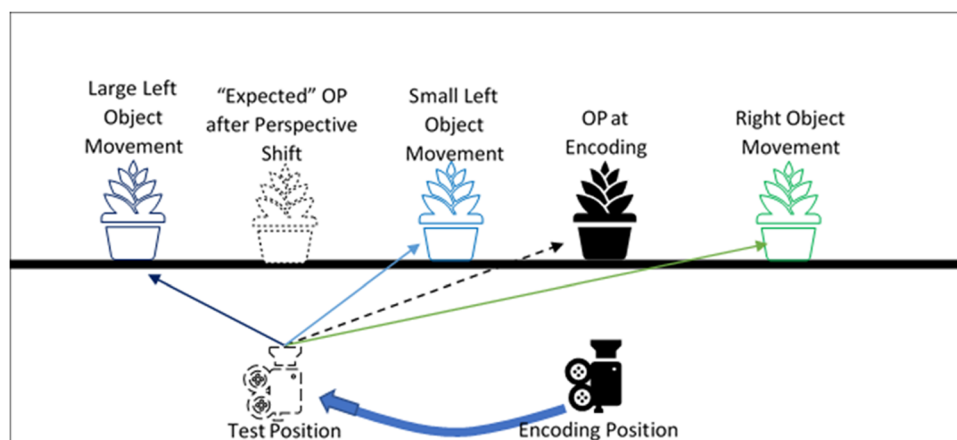 Large Left
Object
Movement
“Expected” OP
after Perspective
Shift
Small Left
Object
Movement
OP at
Encoding
Right Object
Movement
Test Position
Encoding Position